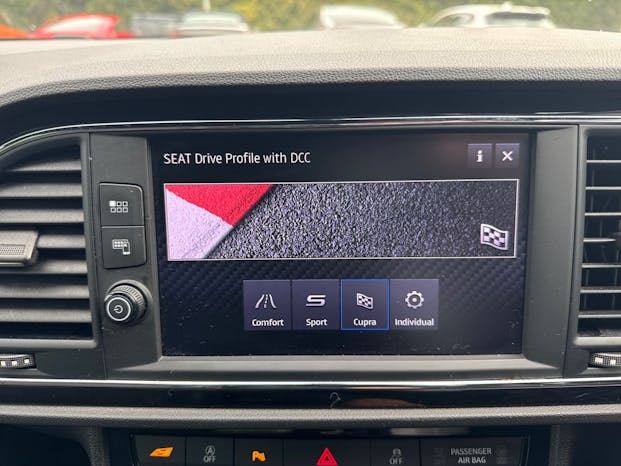 SEAT Drive Profile with DCC
i X
Comfort Sport Cupra Individual
OFF OFF PASSENGER
AIR BAG